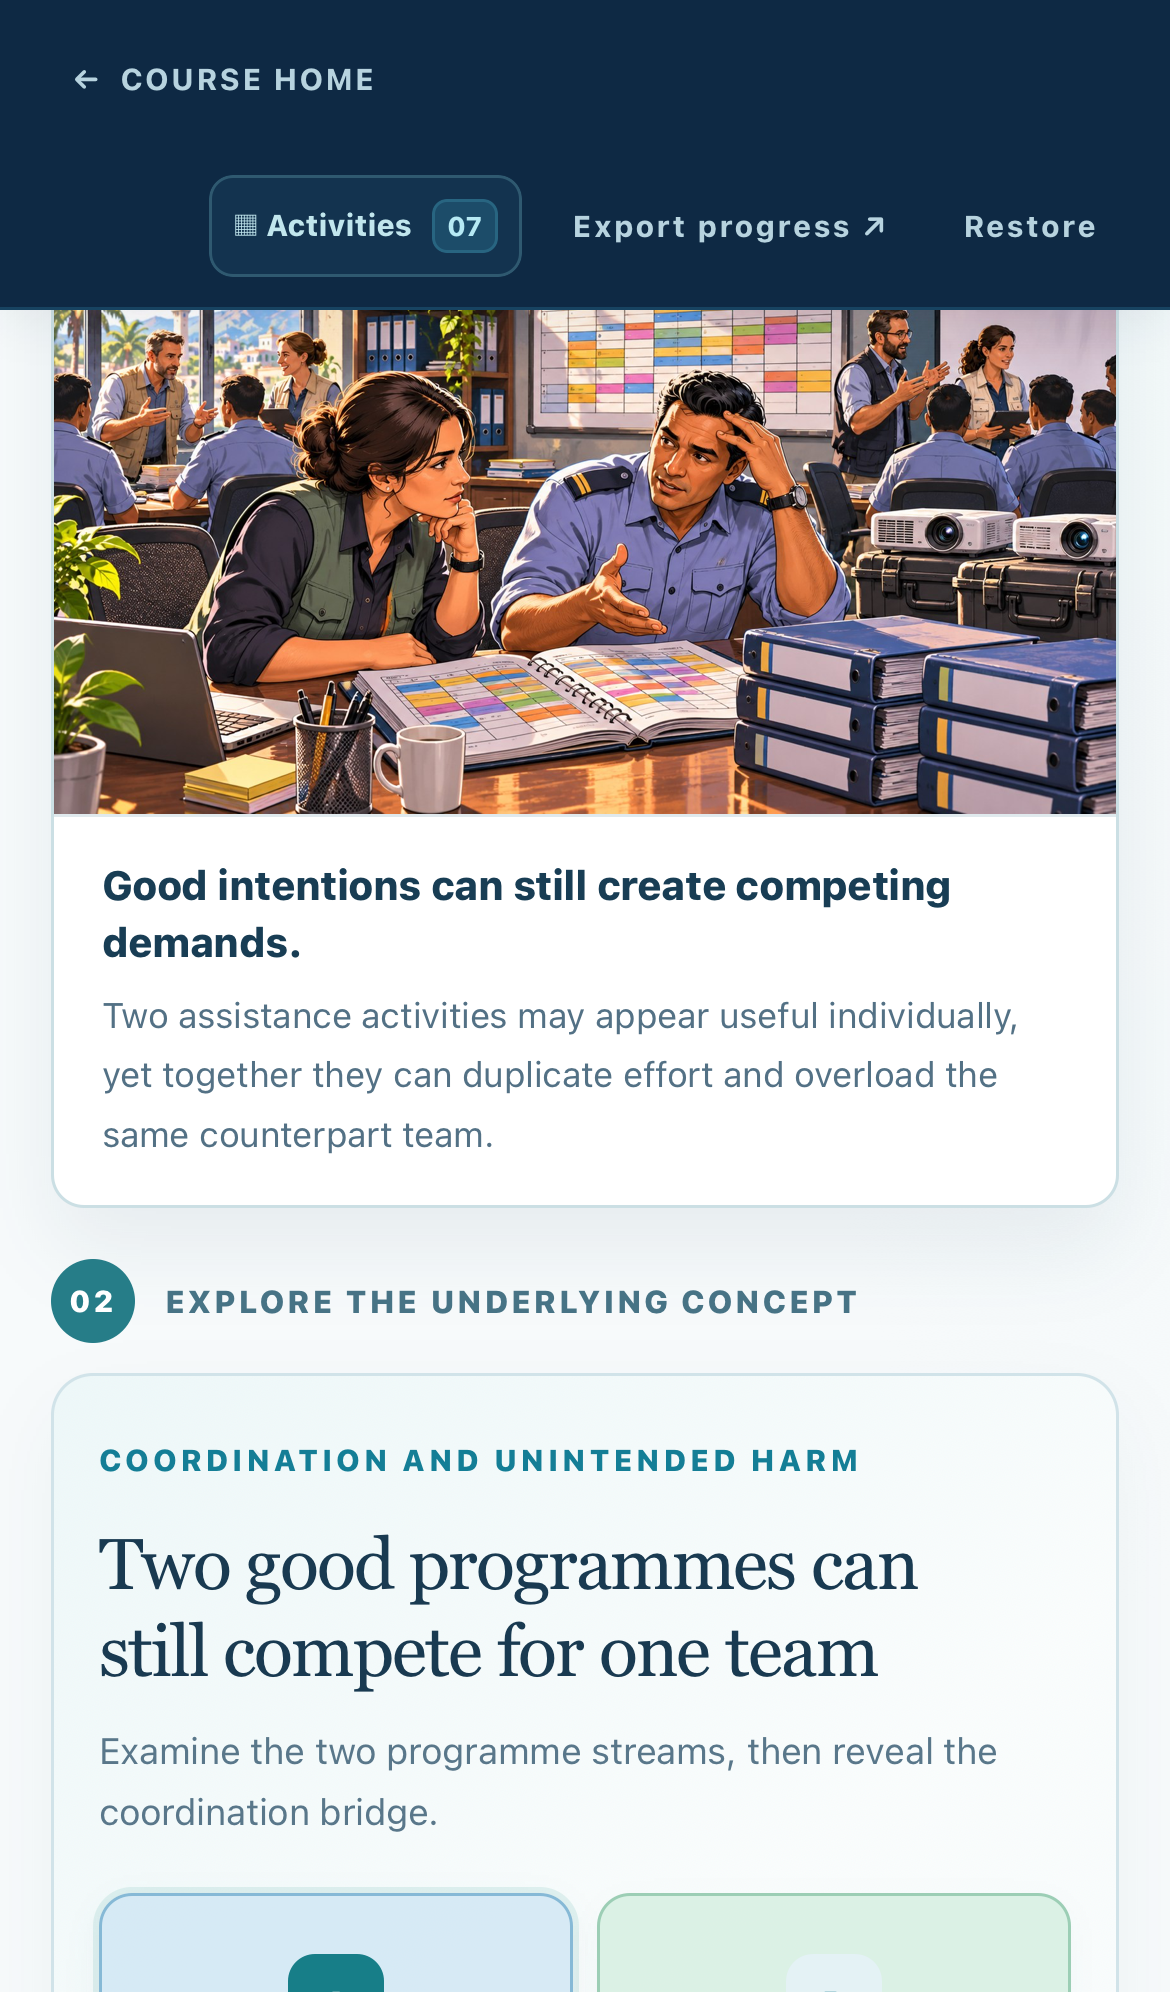 ← COURSE HOME
▦ Activities 07
Export progress ↗
Restore
Good intentions can still create competing
demands.
Two assistance activities may appear useful individually,
yet together they can duplicate effort and overload the
same counterpart team.
02 EXPLORE THE UNDERLYING CONCEPT
COORDINATION AND UNINTENDED HARM
Two good programmes can
still compete for one team
Examine the two programme streams, then reveal the
coordination bridge.